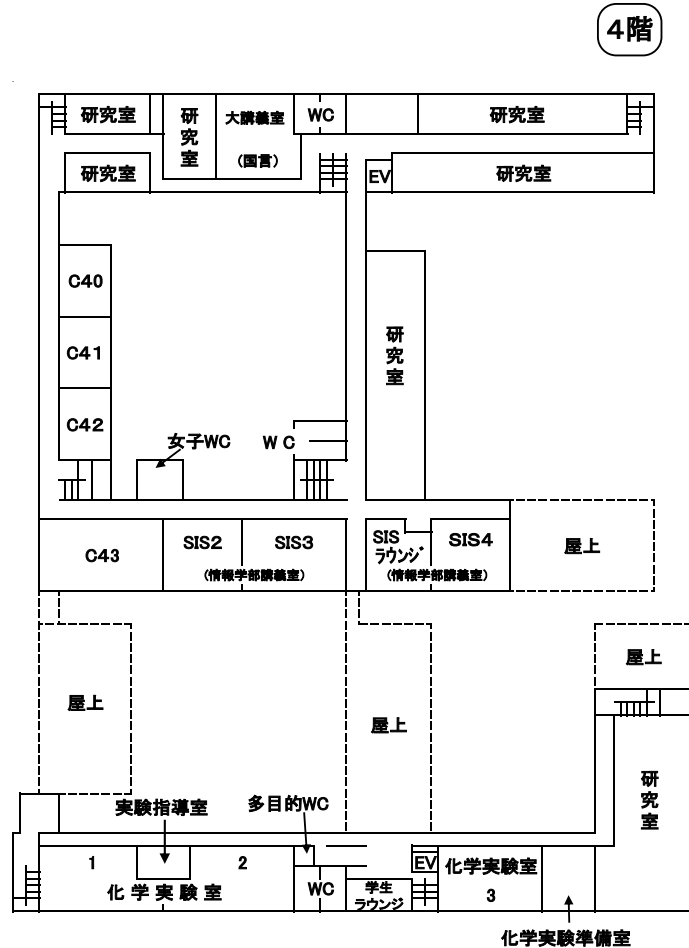 4階
研究室
研究室
大講義室
(国言)
WC
研究室
研究室
EV
研究室
C40
C41
C42
研究室
女子WC
WC
C43
SIS2
SIS3
(情報学部講義室)
SIS
ラウンジ
SIS4
(情報学部講義室)
屋上
屋上
屋上
屋上
研究室
実験指導室
多目的WC
1
2
化学実験室
WC
学生
ラウンジ
EV
化学実験室
3
化学実験準備室